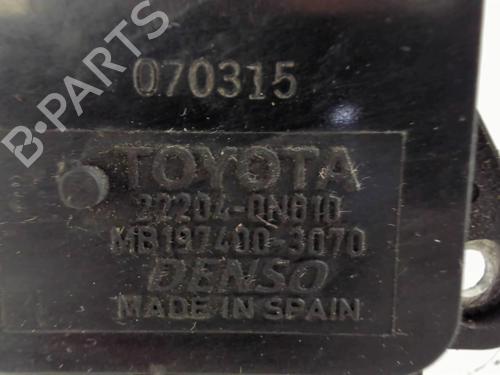 070315
B-PARTS
TOYOTA
22204-0N010
MB197400-3070
DENSO
MADE IN SPAIN